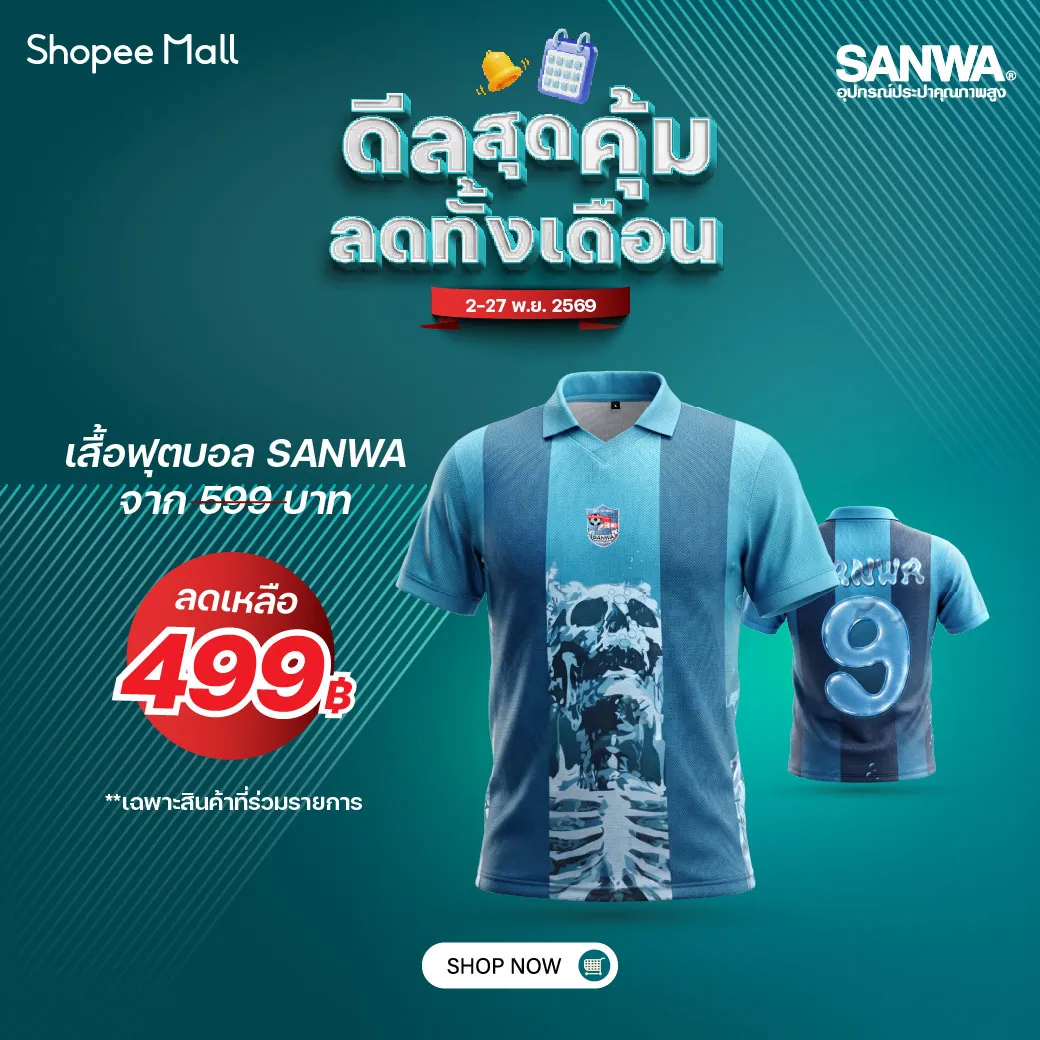 Shopee Mall
SANWA®
อุปกรณ์ประปาคุณภาพสูง
ดีลสุดคุ้ม
ลดทั้งเดือน
2-27 พ.ย. 2569
เสื้อฟุตบอล SANWA
จาก 599 บาท
ลดเหลือ
499฿
**เฉพาะสินค้าที่ร่วมรายการ
SANWA
9
SHOP NOW